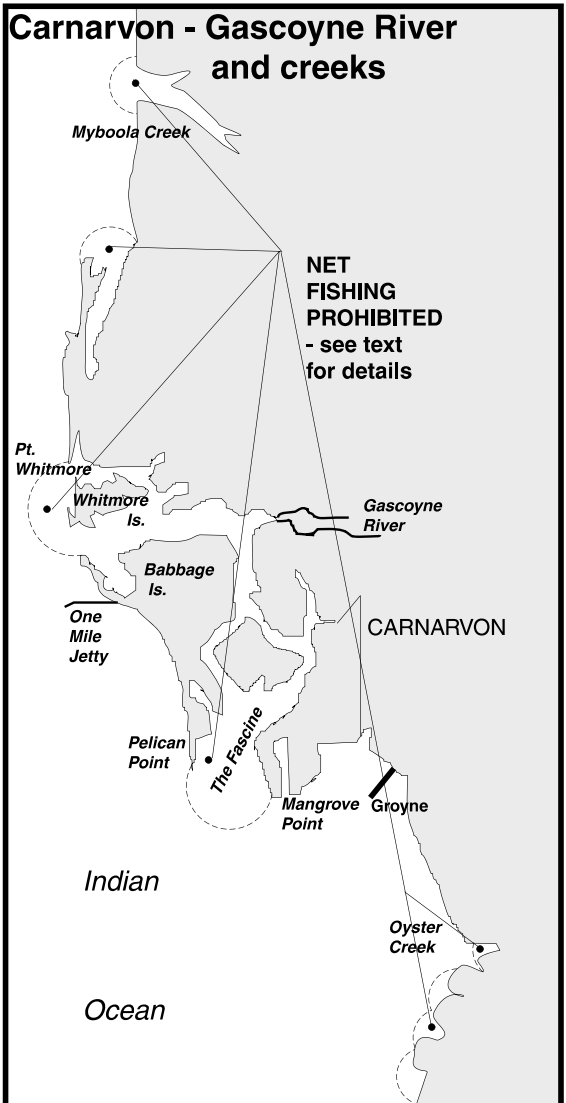 Carnarvon - Gascoyne River
and creeks
Myboola Creek
NET
FISHING
PROHIBITED
- see text
for details
Pt.
Whitmore
Whitmore
Is.
Gascoyne
River
Babbage
Is.
One
Mile
Jetty
CARNARVON
Pelican
Point
The Fascine
Mangrove
Point
Groyne
Indian
Oyster
Creek
Ocean